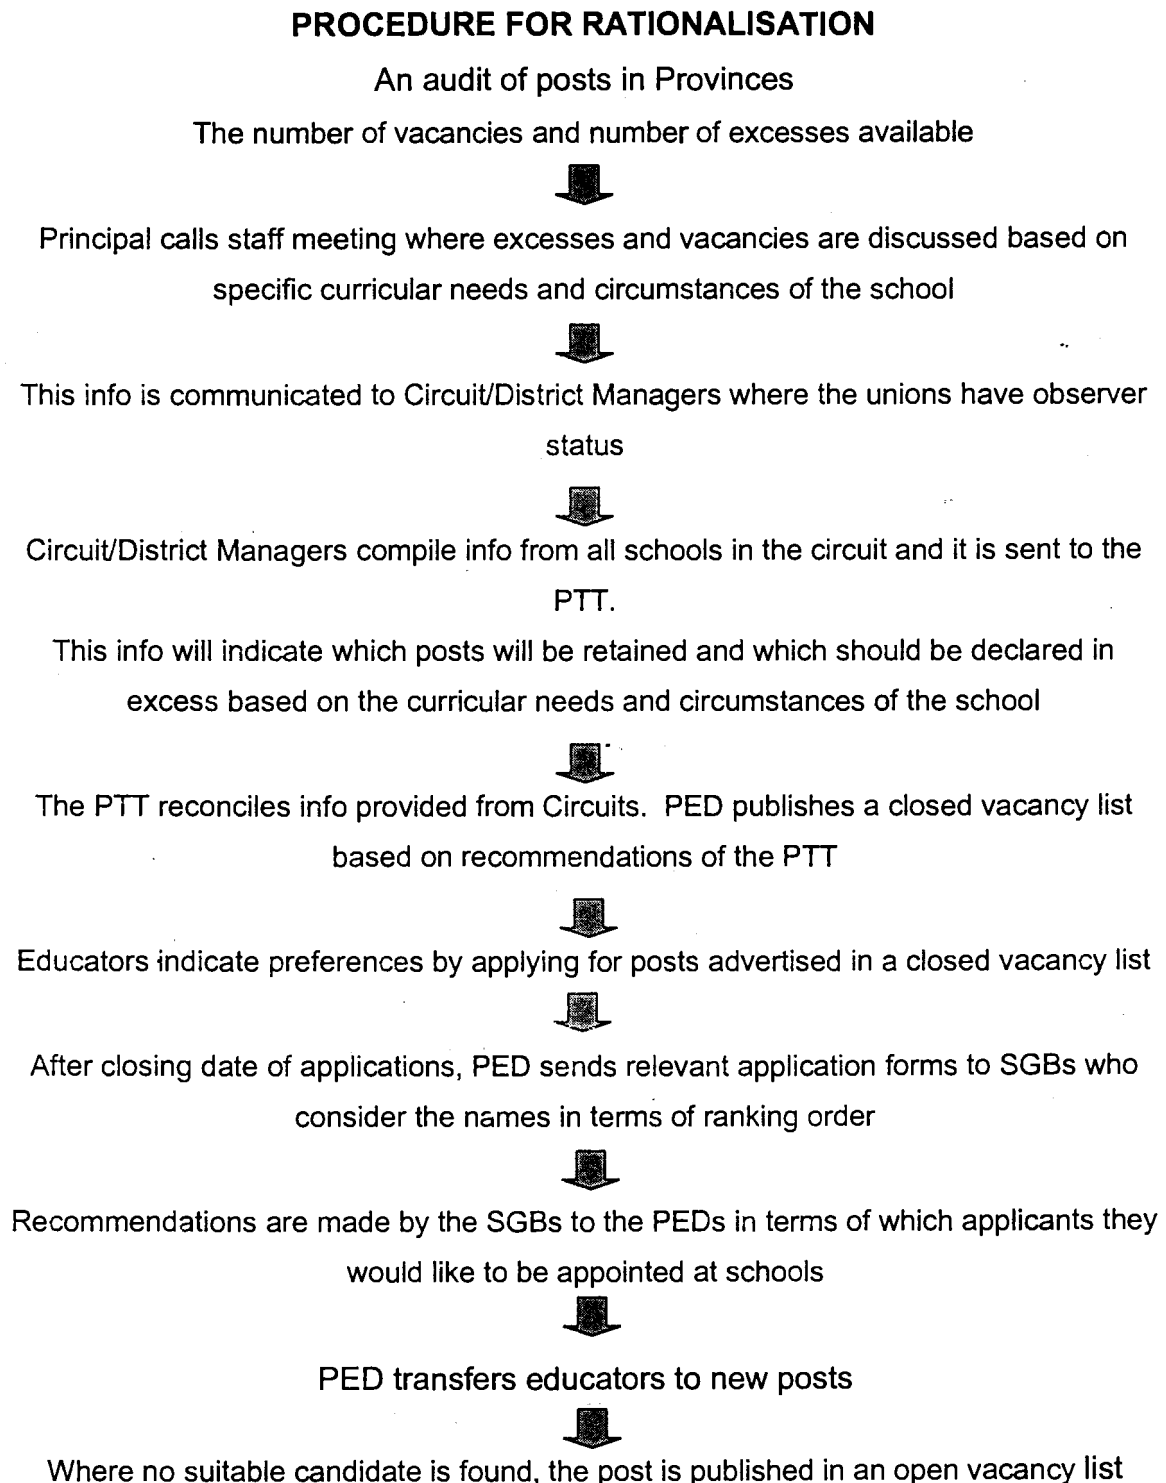 PROCEDURE FOR RATIONALISATION
An audit of posts in Provinces
The number of vacancies and number of excesses available
Principal calls staff meeting where excesses and vacancies are discussed based on
specific curricular needs and circumstances of the school
This info is communicated to Circuit/District Managers where the unions have observer
status
Circuit/District Managers compile info from all schools in the circuit and it is sent to the
PTT.
This info will indicate which posts will be retained and which should be declared in
excess based on the curricular needs and circumstances of the school
The PTT reconciles info provided from Circuits. PED publishes a closed vacancy list
based on recommendations of the PTT
Educators indicate preferences by applying for posts advertised in a closed vacancy list
After closing date of applications, PED sends relevant application forms to SGBs who
consider the names in terms of ranking order
Recommendations are made by the SGBs to the PEDs in terms of which applicants they
would like to be appointed at schools
PED transfers educators to new posts
Where no suitable candidate is found, the post is published in an open vacancy list